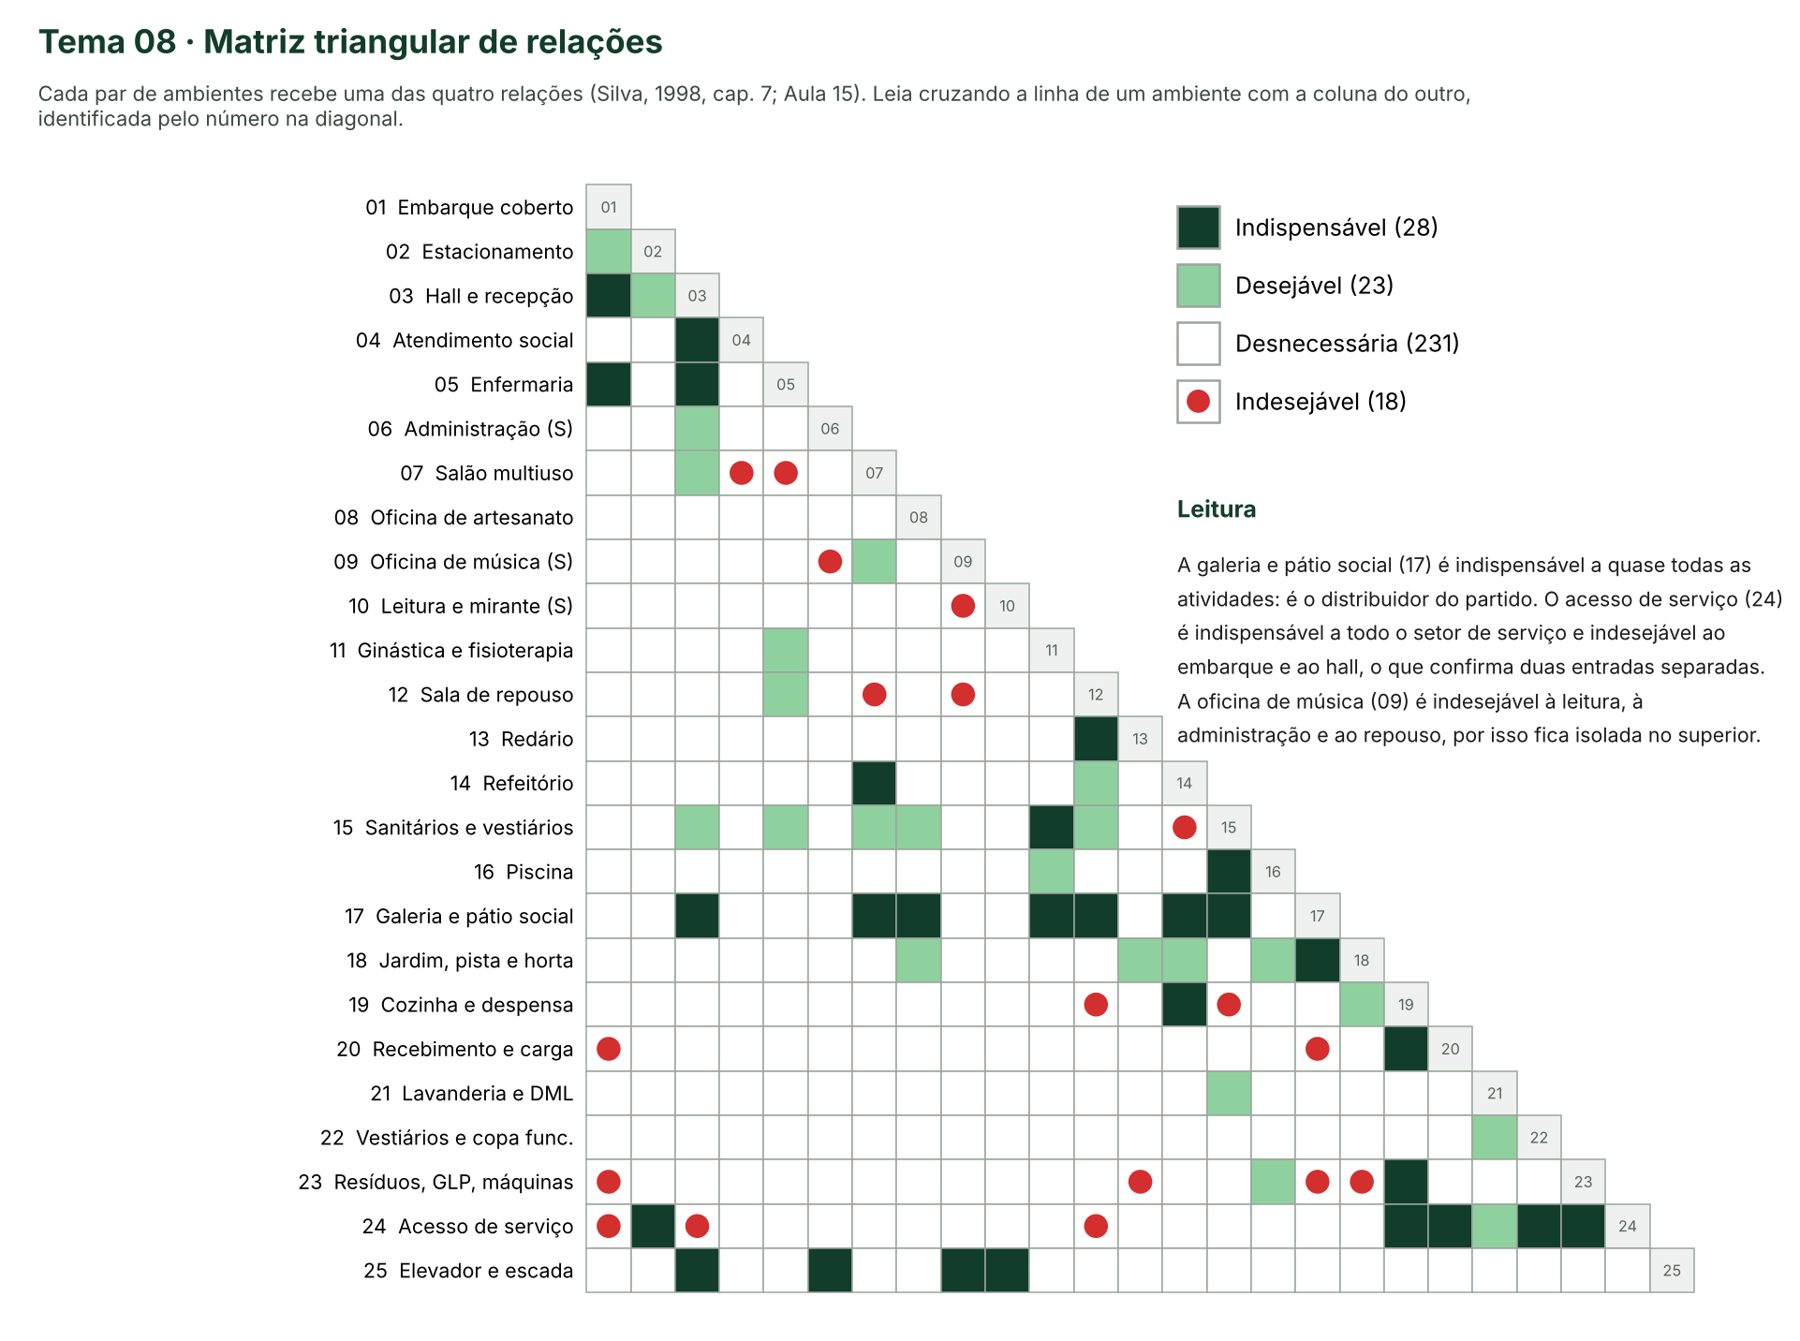 Tema 08 · Matriz triangular de relações
Cada par de ambientes recebe uma das quatro relações (Silva, 1998, cap. 7; Aula 15). Leia cruzando a linha de um ambiente com a coluna do outro,
identificada pelo número na diagonal.
01 Embarque coberto 01
02 Estacionamento 02
03 Hall e recepção 03
04 Atendimento social 04
05 Enfermaria 05
06 Administração (S) 06
07 Salão multiuso 07
08 Oficina de artesanato 08
09 Oficina de música (S) 09
10 Leitura e mirante (S) 10
11 Ginástica e fisioterapia 11
12 Sala de repouso 12
13 Redário 13
14 Refeitório 14
15 Sanitários e vestiários 15
16 Piscina 16
17 Galeria e pátio social 17
18 Jardim, pista e horta 18
19 Cozinha e despensa 19
20 Recebimento e carga 20
21 Lavanderia e DML 21
22 Vestiários e copa func. 22
23 Resíduos, GLP, máquinas 23
24 Acesso de serviço 24
25 Elevador e escada 25
Indispensável (28)
Desejável (23)
Desnecessária (231)
Indesejável (18)
Leitura
A galeria e pátio social (17) é indispensável a quase todas as
atividades: é o distribuidor do partido. O acesso de serviço (24)
é indispensável a todo o setor de serviço e indesejável ao
embarque e ao hall, o que confirma duas entradas separadas.
A oficina de música (09) é indesejável à leitura, à
administração e ao repouso, por isso fica isolada no superior.